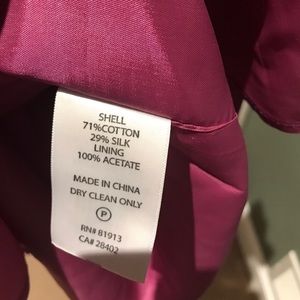 SHELL
71%COTTON
29% SILK
LINING
100% ACETATE
MADE IN CHINA
DRY CLEAN ONLY
P
RN# 81913
CA# 28402